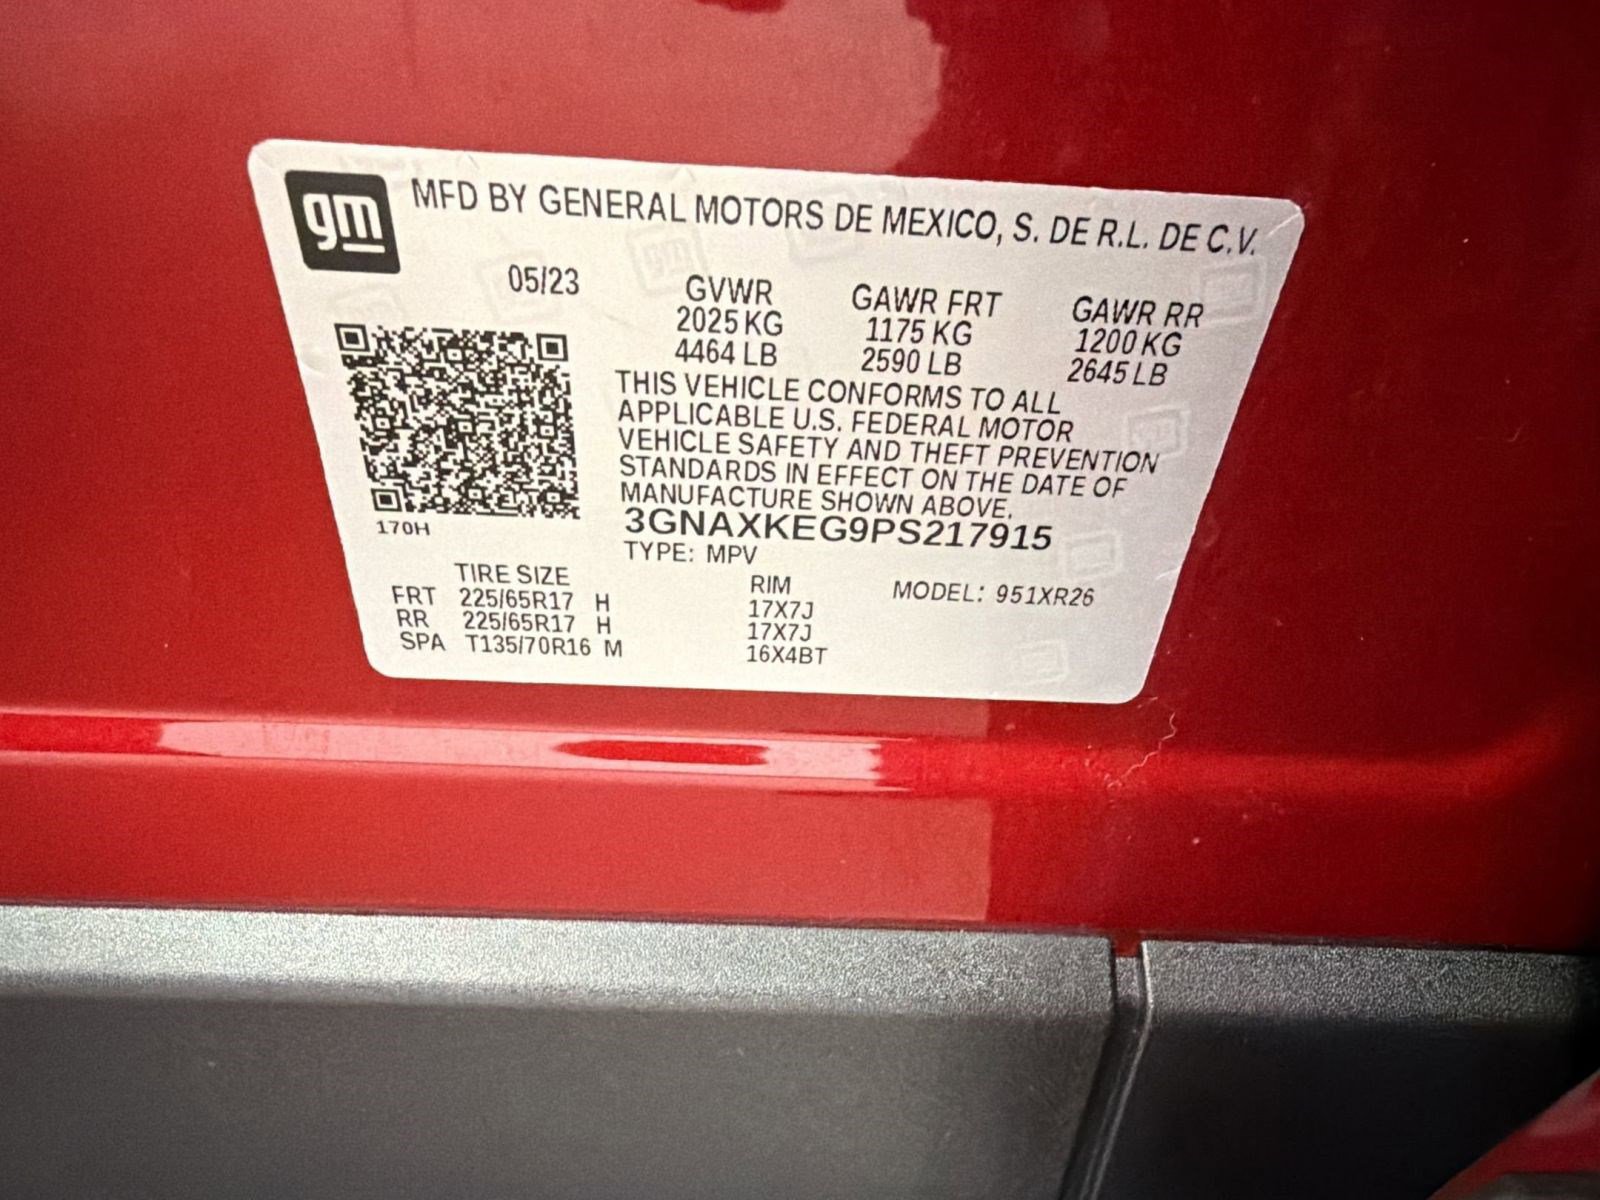 gm MFD BY GENERAL MOTORS DE MEXICO, S. DE R.L. DE C.V.
05/23
GVWR GAWR FRT GAWR RR
2025 KG 1175 KG 1200 KG
4464 LB 2590 LB 2645 LB
THIS VEHICLE CONFORMS TO ALL
APPLICABLE U.S. FEDERAL MOTOR
VEHICLE SAFETY AND THEFT PREVENTION
STANDARDS IN EFFECT ON THE DATE OF
MANUFACTURE SHOWN ABOVE.
3GNAXKEG9PS217915
170H
TYPE: MPV
TIRE SIZE RIM MODEL: 951XR26
FRT 225/65R17 H 17X7J
RR 225/65R17 H 17X7J
SPA T135/70R16 M 16X4BT